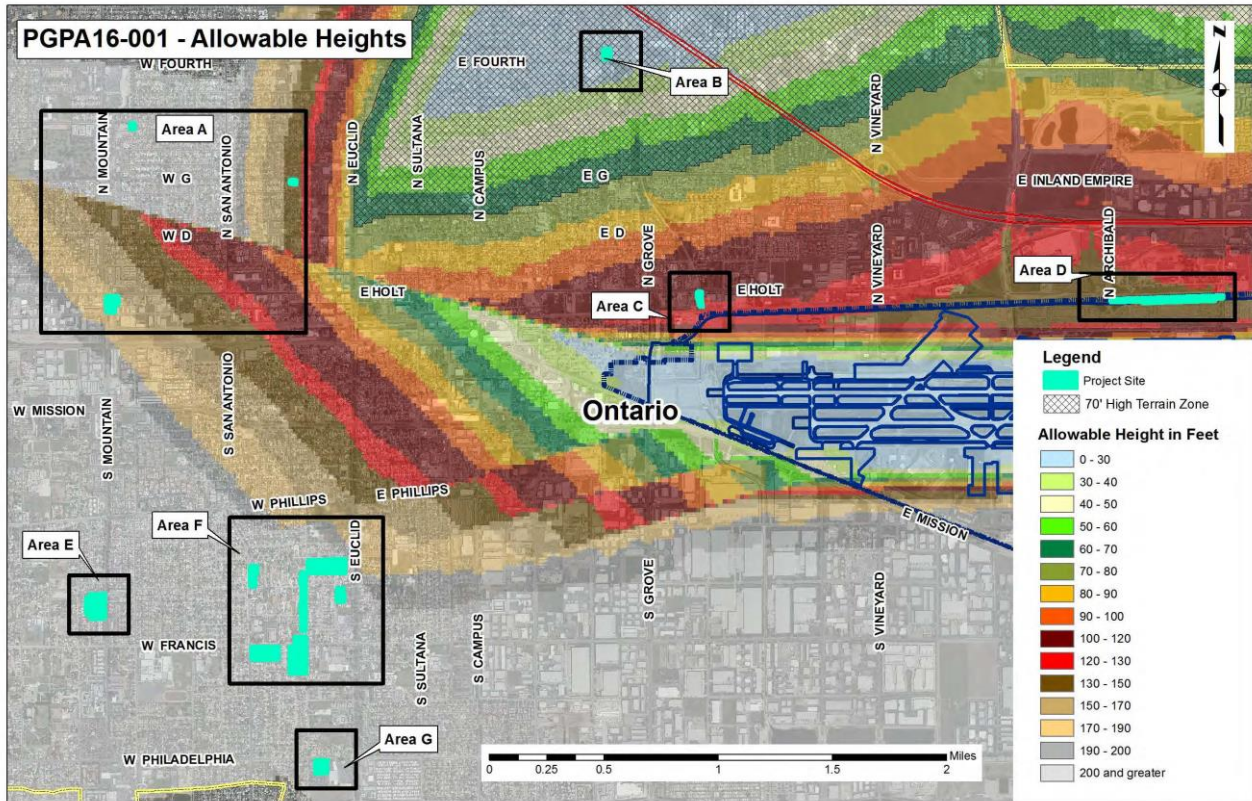 PGPA16-001 - Allowable Heights
W FOURTH
E FOURTH
Area B
Z
Area A
N MOUNTAIN
N SAN ANTONIO
N EUCLID
N SULTANA
N CAMPUS
N VINEYARD
W G
E G
E INLAND EMPIRE
W D
E D
N GROVE
N VINEYARD
N ARCHIBALD
Area D
E HOLT
E HOLT
Area C
Ontario
W MISSION
S MOUNTAIN
S SAN ANTONIO
W PHILLIPS
E PHILLIPS
E MISSION
Area F
Area E
S EUCLID
S GROVE
S VINEYARD
W FRANCIS
S SULTANA
S CAMPUS
Area G
W PHILADELPHIA
Miles
0 0.25 0.5 1 1.5 2
Legend
Project Site
70' High Terrain Zone
Allowable Height in Feet
0 - 30
30 - 40
40 - 50
50 - 60
60 - 70
70 - 80
80 - 90
90 - 100
100 - 120
120 - 130
130 - 150
150 - 170
170 - 190
190 - 200
200 and greater